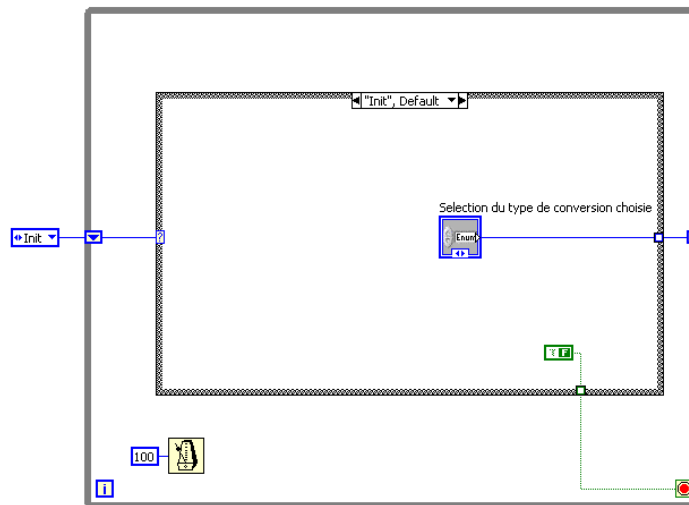 "Init", Default
Selection du type de conversion choisie
Init
?
Enum
F
100
i